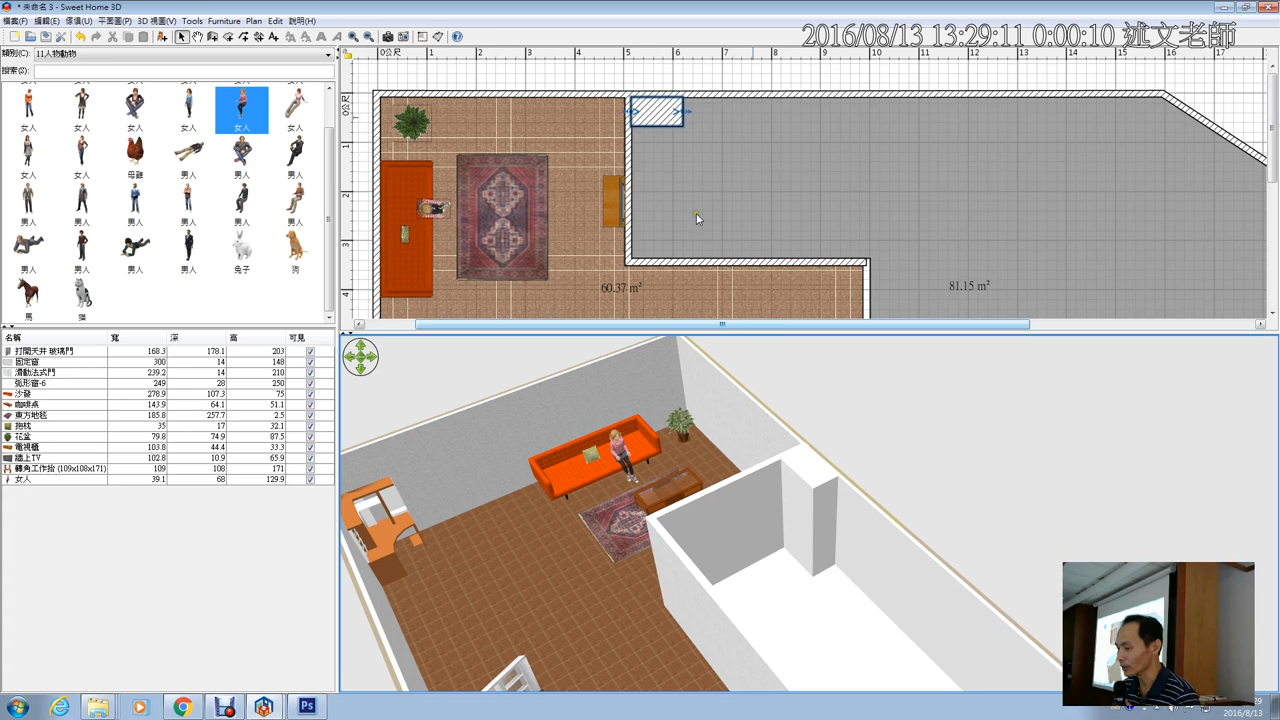 * 未命名 3 - Sweet Home 3D
檔案(F) 編輯(E) 傢俱(U) 平面圖(P) 3D 視圖(V) Tools Furniture Plan Edit 說明(H)
2016/08/13 13:29:11 0:00:10 述文老師
類別(C): 11人物動物
搜索(S):
女人 女人 女人 女人 女人 女人
女人 女人 母雞 男人 男人 男人
男人 男人 男人 男人 男人 男人
男人 男人 男人 男人 兔子 狗
馬 貓
0公尺 1 2 3 4 5 6 7 8 10 11 12 13 14 15 16 17
0公尺
1
2
3
4
60.37 m²
81.15 m²
名稱 寬 深 高 可見
打開天井 玻璃門 168.3 178.1 203
固定窗 300 14 148
滑動法式門 239.2 14 210
弧形窗-6 249 28 250
沙發 278.9 107.3 75
咖啡桌 143.9 64.1 51.1
東方地毯 185.8 257.7 2.5
抱枕 35 17 32.1
花盆 79.8 74.9 87.5
電視櫃 103.8 44.4 33.3
牆上TV 102.8 10.9 65.9
轉角工作抬 (109x108x171) 109 108 171
女人 39.1 68 129.9
Ps
2016/8/13